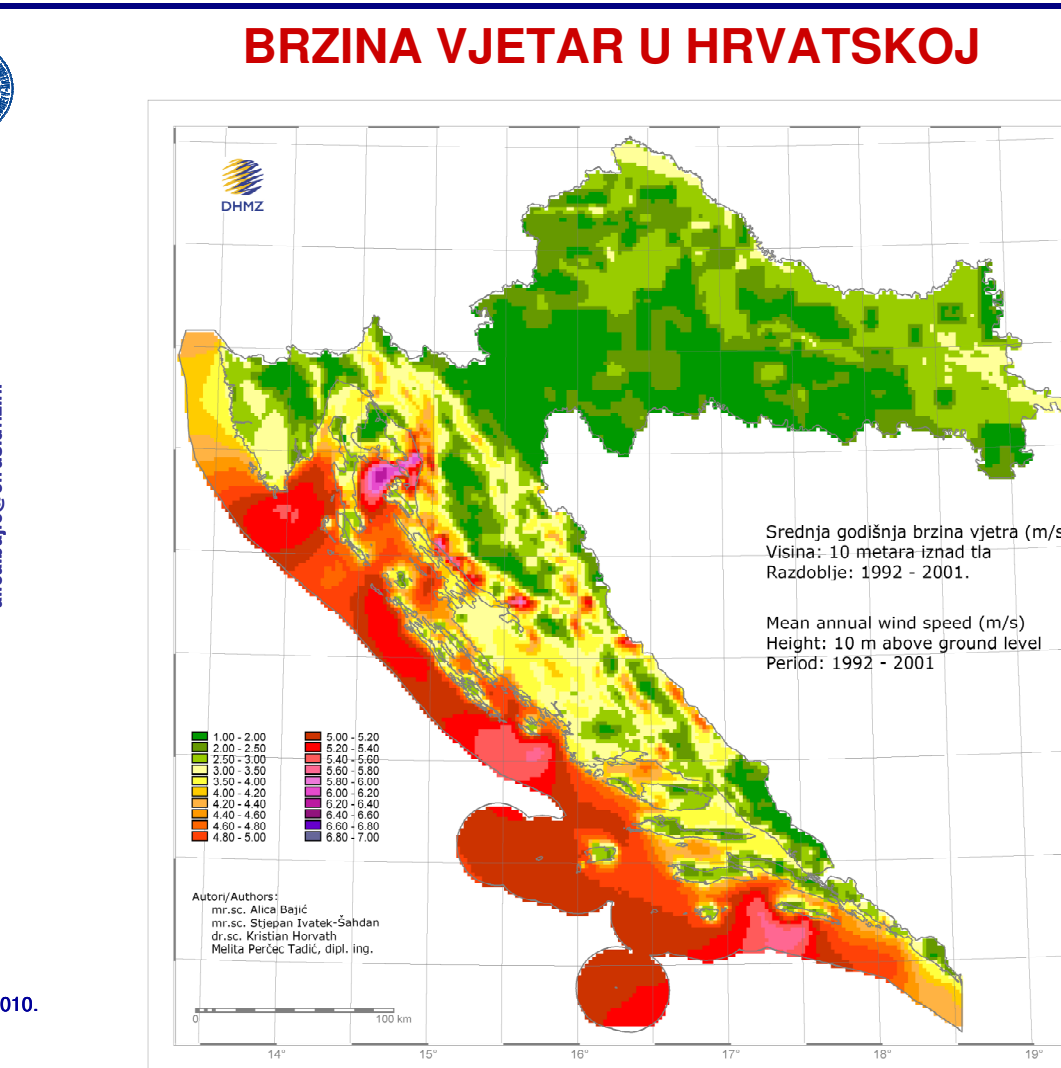 BRZINA VJETAR U HRVATSKOJ
DHMZ
Srednja godišnja brzina vjetra (m/s
Visina: 10 metara iznad tla
Razdoblje: 1992 - 2001.
Mean annual wind speed (m/s)
Height: 10 m above ground level
Period: 1992 - 2001
1.00 - 2.00
2.00 - 2.50
2.50 - 3.00
3.00 - 3.50
3.50 - 4.00
4.00 - 4.20
4.20 - 4.40
4.40 - 4.60
4.60 - 4.80
4.80 - 5.00
5.00 - 5.20
5.20 - 5.40
5.40 - 5.60
5.60 - 5.80
5.80 - 6.00
6.00 - 6.20
6.20 - 6.40
6.40 - 6.60
6.60 - 6.80
6.80 - 7.00
Autori/Authors:
mr.sc. Alica Bajić
mr.sc. Stjepan Ivatek-Šahdan
dr.sc. Kristian Horvath
Melita Perčec Tadić, dipl. ing.
010.
0 100 km
14° 15° 16° 17° 18° 19°